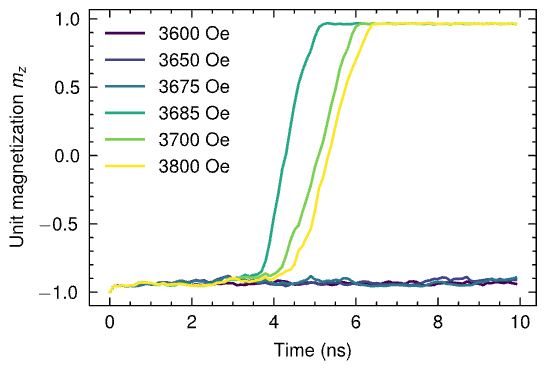 1.0
0.5
0.0
−0.5
−1.0
Unit magnetization m_z
3600 Oe
3650 Oe
3675 Oe
3685 Oe
3700 Oe
3800 Oe
0 2 4 6 8 10
Time (ns)